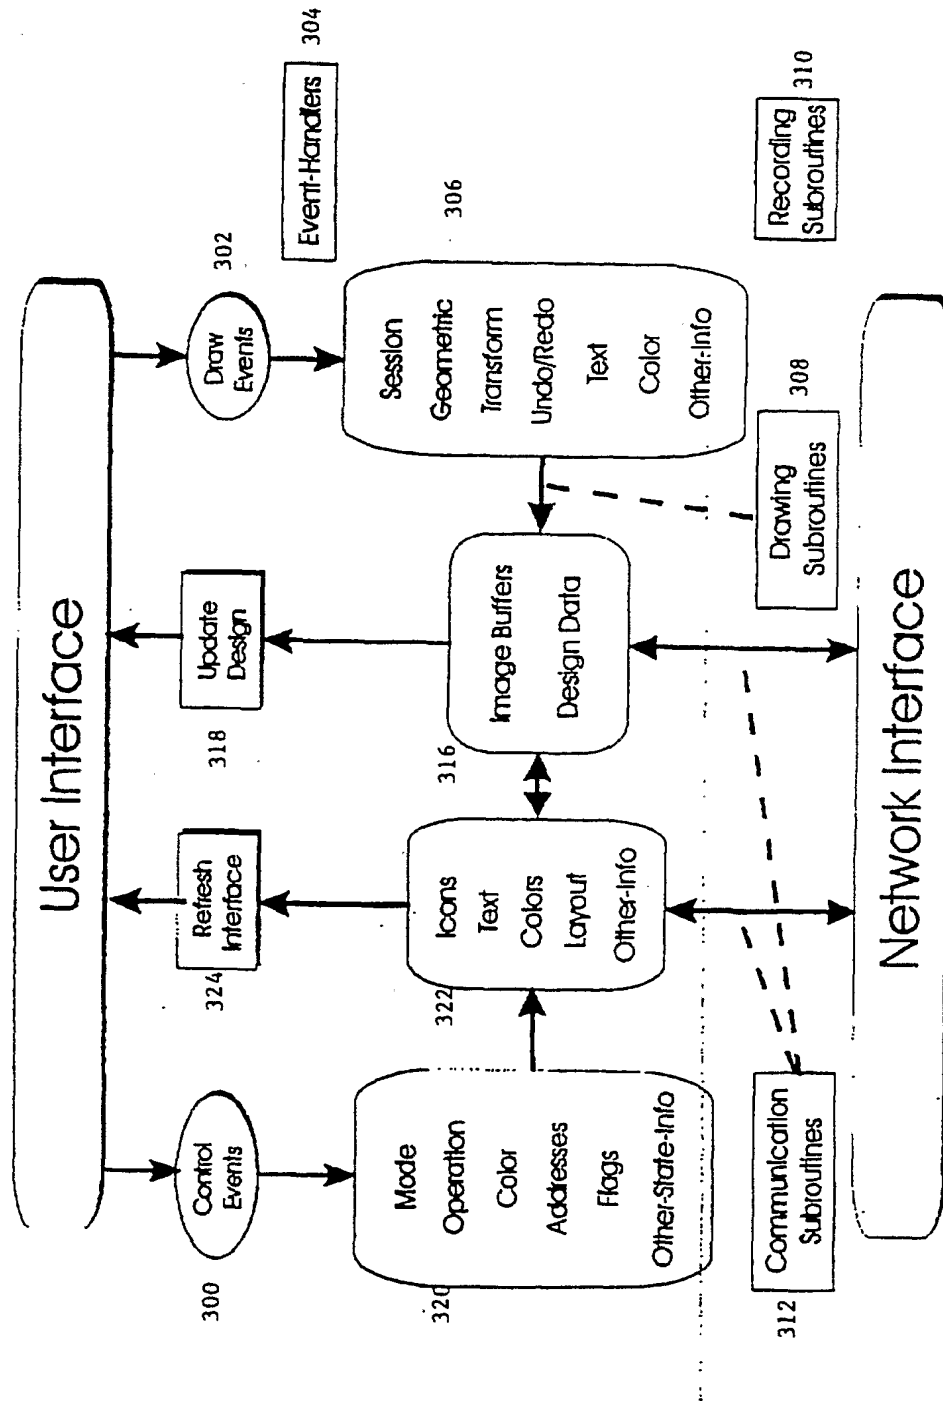 User Interface
300
Control
Events
324
Refresh
Interface
318
Update
Design
Draw
Events
302
Event-Handlers
304
320
Mode
Operation
Color
Addresses
Flags
Other-State-Info
322
Icons
Text
Colors
Layout
Other-Info
316
Image Buffers
Design Data
Session
Geometric
Transform
Undo/Redo
Text
Color
Other-Info
306
312
Communication
Subroutines
Drawing
Subroutines
308
Recording
Subroutines
310
Network Interface